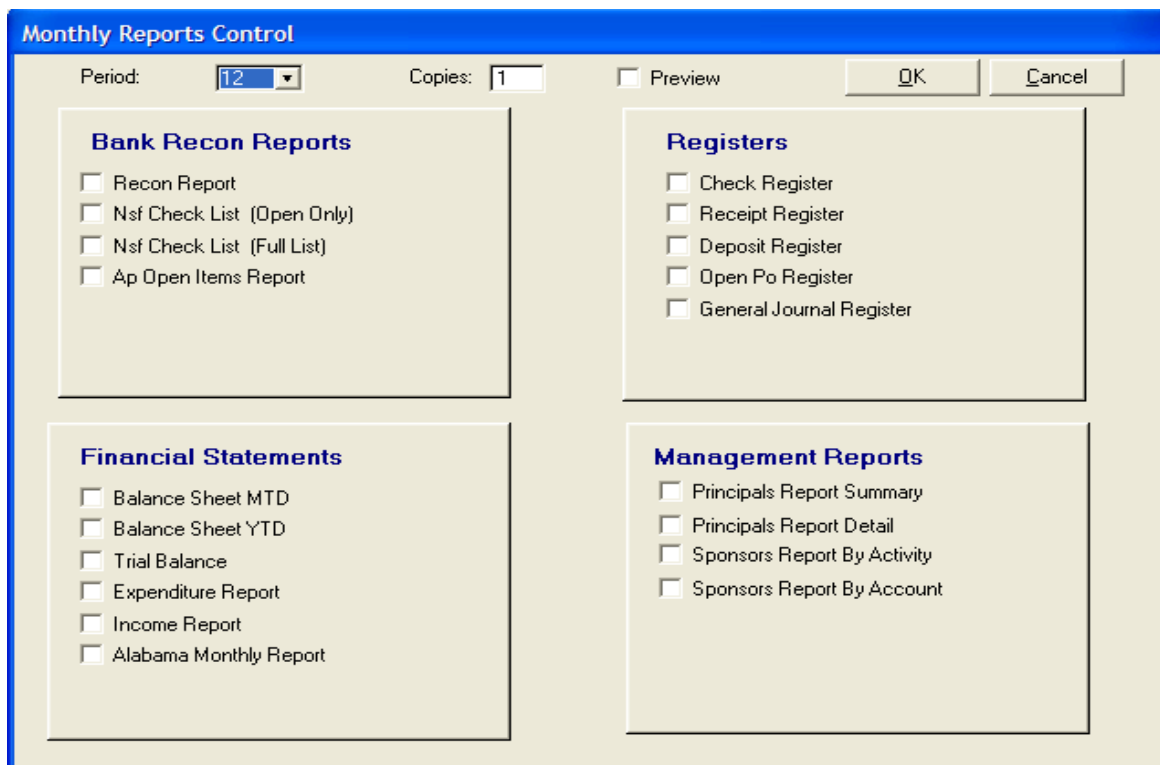 Monthly Reports Control
Period: 12 Copies: 1 Preview OK Cancel
Bank Recon Reports
Recon Report
Nsf Check List (Open Only)
Nsf Check List (Full List)
Ap Open Items Report
Registers
Check Register
Receipt Register
Deposit Register
Open Po Register
General Journal Register
Financial Statements
Balance Sheet MTD
Balance Sheet YTD
Trial Balance
Expenditure Report
Income Report
Alabama Monthly Report
Management Reports
Principals Report Summary
Principals Report Detail
Sponsors Report By Activity
Sponsors Report By Account